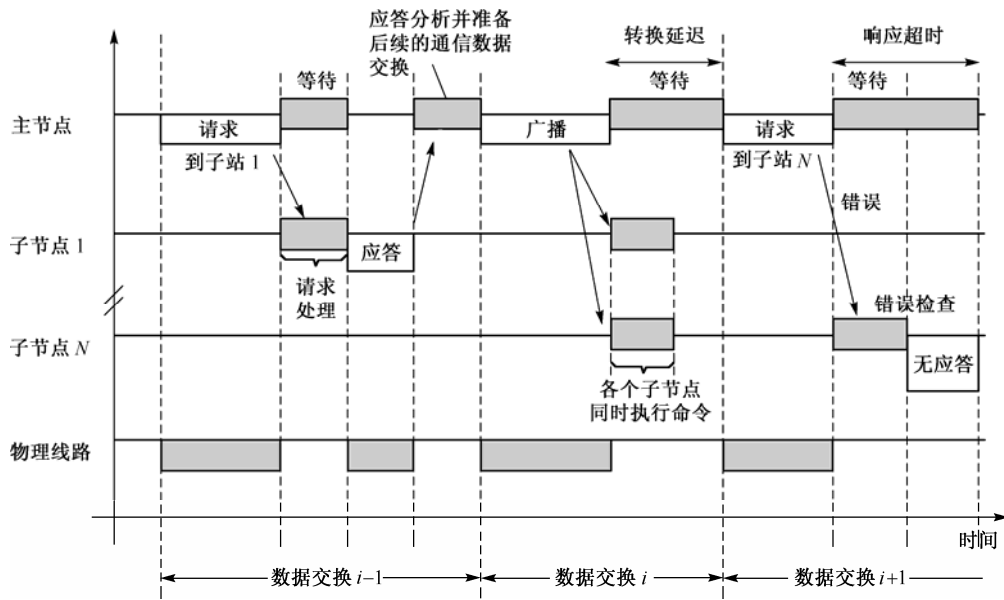 应答分析并准备
后续的通信数据
交换
转换延迟
响应超时
等待
等待
等待
主节点
请求
广播
请求
到子站 1
到子站 N
错误
子节点 1
应答
请求
处理
错误检查
子节点 N
无应答
各个子节点
同时执行命令
物理线路
时间
数据交换 i–1
数据交换 i
数据交换 i+1